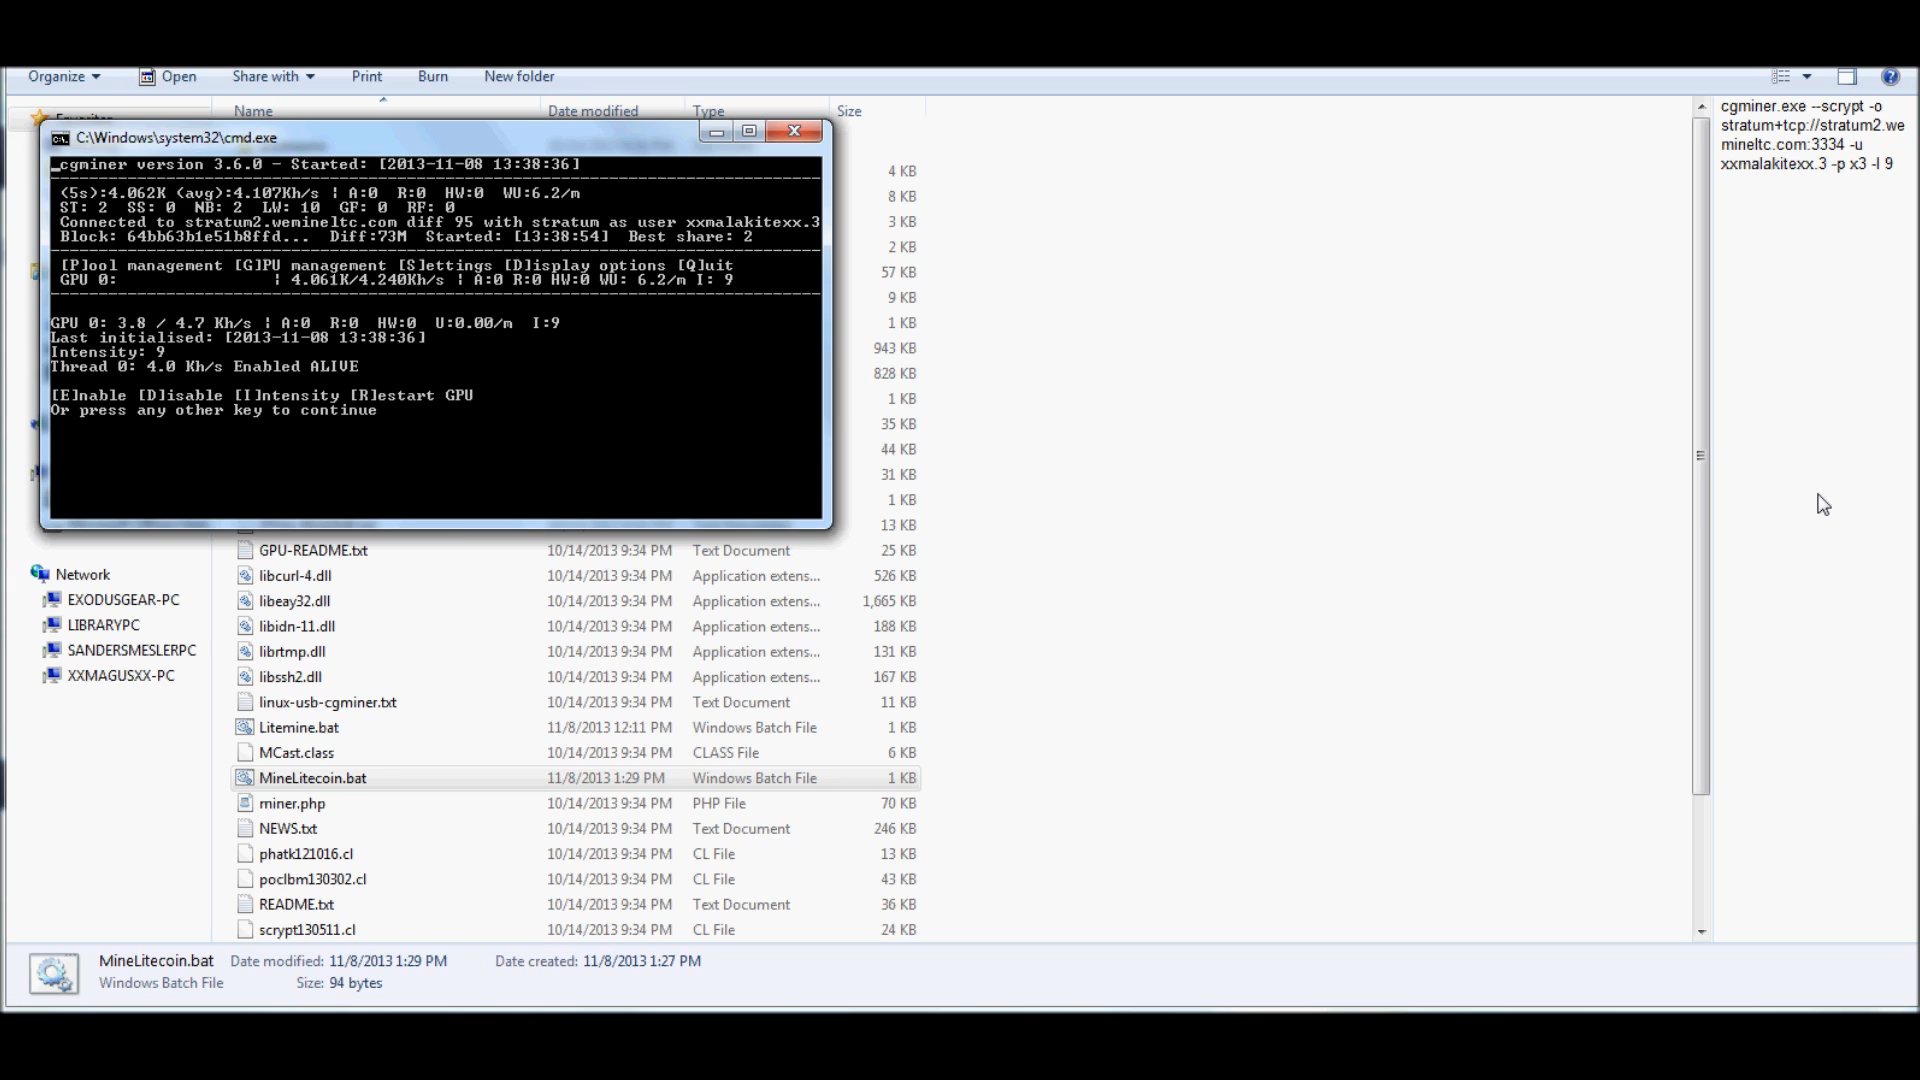 Organize Open Share with Print Burn New folder
Name Date modified Type Size
C:\Windows\system32\cmd.exe
cgminer version 3.6.0 - Started: [2013-11-08 13:38:36]
(5s):4.062K (avg):4.107Kh/s | A:0 R:0 HW:0 WU:6.2/m
ST: 2 SS: 0 NB: 2 LW: 10 GF: 0 RF: 0
Connected to stratum2.wemineltc.com diff 95 with stratum as user xxmalakitexx.3
Block: 64bb63b1e51b8ffd... Diff:73M Started: [13:38:54] Best share: 2
[P]ool management [G]PU management [S]ettings [D]isplay options [Q]uit
GPU 0: | 4.061K/4.240Kh/s | A:0 R:0 HW:0 WU: 6.2/m I: 9
GPU 0: 3.8 / 4.7 Kh/s | A:0 R:0 HW:0 U:0.00/m I:9
Last initialised: [2013-11-08 13:38:36]
Intensity: 9
Thread 0: 4.0 Kh/s Enabled ALIVE
[E]nable [D]isable [I]ntensity [R]estart GPU
Or press any other key to continue
4 KB
8 KB
3 KB
2 KB
57 KB
9 KB
1 KB
943 KB
828 KB
1 KB
35 KB
44 KB
31 KB
1 KB
13 KB
GPU-README.txt 10/14/2013 9:34 PM Text Document 25 KB
libcurl-4.dll 10/14/2013 9:34 PM Application extens... 526 KB
libeay32.dll 10/14/2013 9:34 PM Application extens... 1,665 KB
libidn-11.dll 10/14/2013 9:34 PM Application extens... 188 KB
librtmp.dll 10/14/2013 9:34 PM Application extens... 131 KB
libssh2.dll 10/14/2013 9:34 PM Application extens... 167 KB
linux-usb-cgminer.txt 10/14/2013 9:34 PM Text Document 11 KB
Litemine.bat 11/8/2013 12:11 PM Windows Batch File 1 KB
MCast.class 10/14/2013 9:34 PM CLASS File 6 KB
MineLitecoin.bat 11/8/2013 1:29 PM Windows Batch File 1 KB
miner.php 10/14/2013 9:34 PM PHP File 70 KB
NEWS.txt 10/14/2013 9:34 PM Text Document 246 KB
phatk121016.cl 10/14/2013 9:34 PM CL File 13 KB
poclbm130302.cl 10/14/2013 9:34 PM CL File 43 KB
README.txt 10/14/2013 9:34 PM Text Document 36 KB
scrypt130511.cl 10/14/2013 9:34 PM CL File 24 KB
Network
EXODUSGEAR-PC
LIBRARYPC
SANDERSMESLERPC
XXMAGUSXX-PC
cgminer.exe --scrypt -o
stratum+tcp://stratum2.we
mineltc.com:3334 -u
xxmalakitexx.3 -p x3 -I 9
MineLitecoin.bat Date modified: 11/8/2013 1:29 PM Date created: 11/8/2013 1:27 PM
Windows Batch File Size: 94 bytes